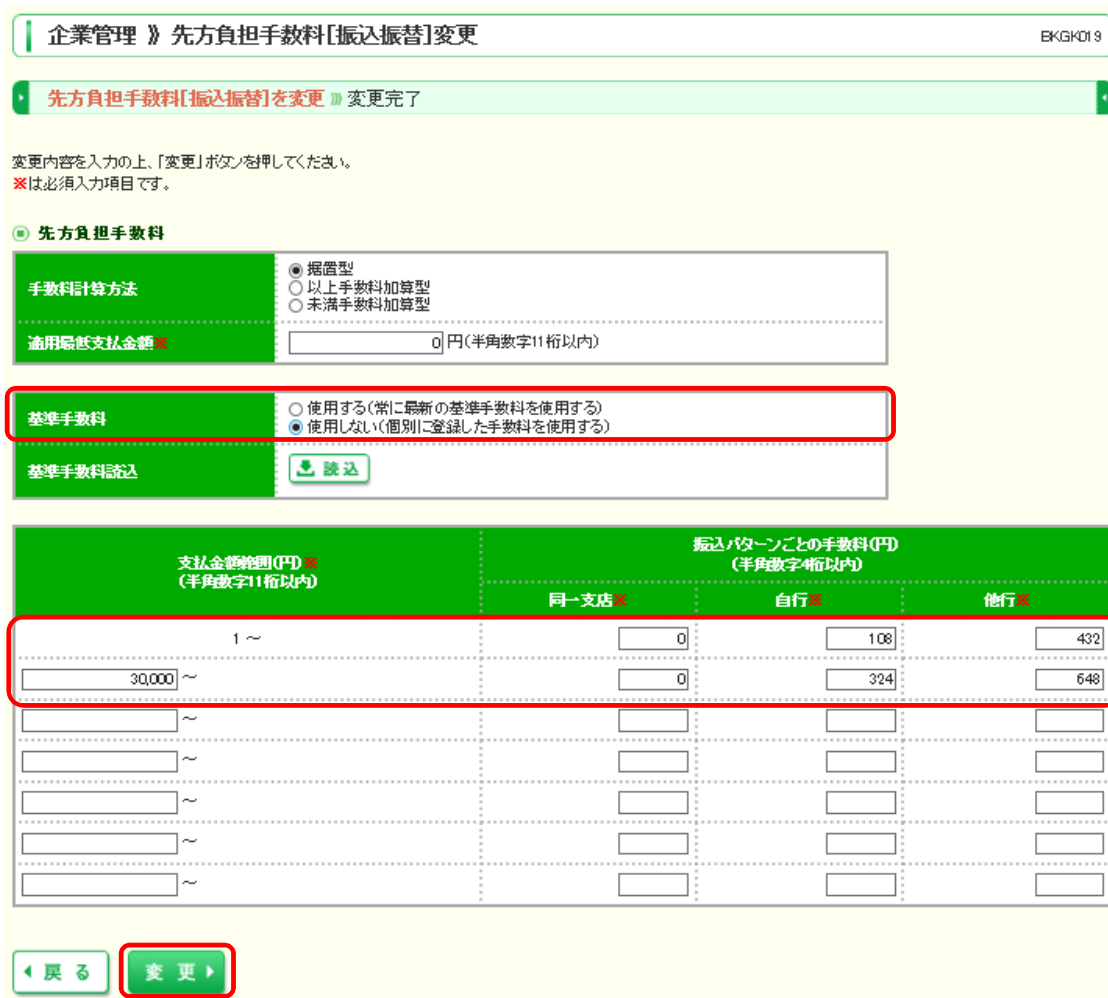 企業管理 》 先方負担手数料[振込振替]変更
BKGK019
先方負担手数料[振込振替]を変更 》 変更完了
変更内容を入力の上、「変更」ボタンを押してください。
※は必須入力項目です。
先方負担手数料
手数料計算方法
据置型
以上手数料加算型
未満手数料加算型
適用最低支払金額※
0 円(半角数字11桁以内)
基準手数料
使用する(常に最新の基準手数料を使用する)
使用しない(個別に登録した手数料を使用する)
基準手数料読込
読込
支払金額範囲(円)※
(半角数字11桁以内)
振込パターンごとの手数料(円)
(半角数字4桁以内)
同一支店※ 自行※ 他行※
1 ～ 0 108 432
30,000 ～ 0 324 648
～
～
～
～
～
戻る 変更